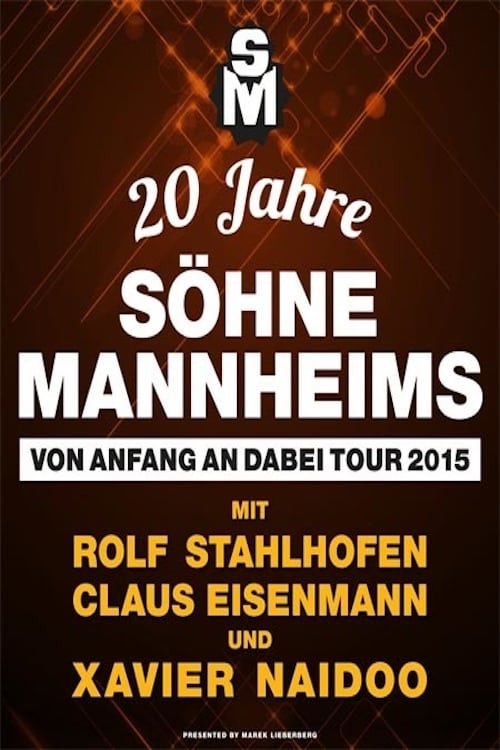 SM
20 Jahre
SÖHNE
MANNHEIMS
VON ANFANG AN DABEI TOUR 2015
MIT
ROLF STAHLHOFEN
CLAUS EISENMANN
UND
XAVIER NAIDOO
PRESENTED BY MAREK LIEBERBERG